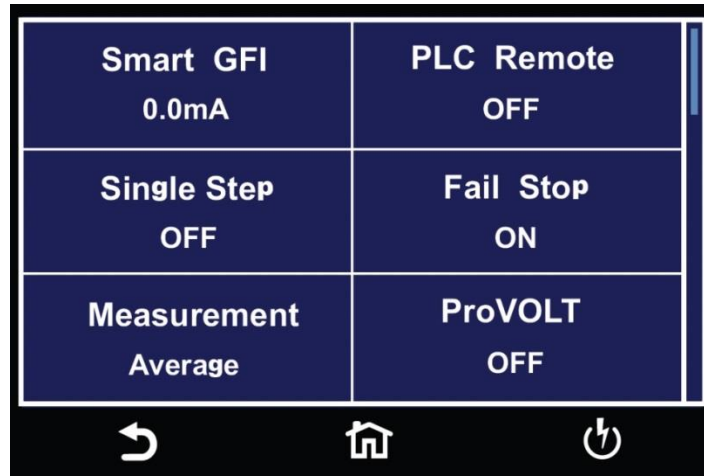 Smart GFI
0.0mA
PLC Remote
OFF
Single Step
OFF
Fail Stop
ON
Measurement
Average
ProVOLT
OFF